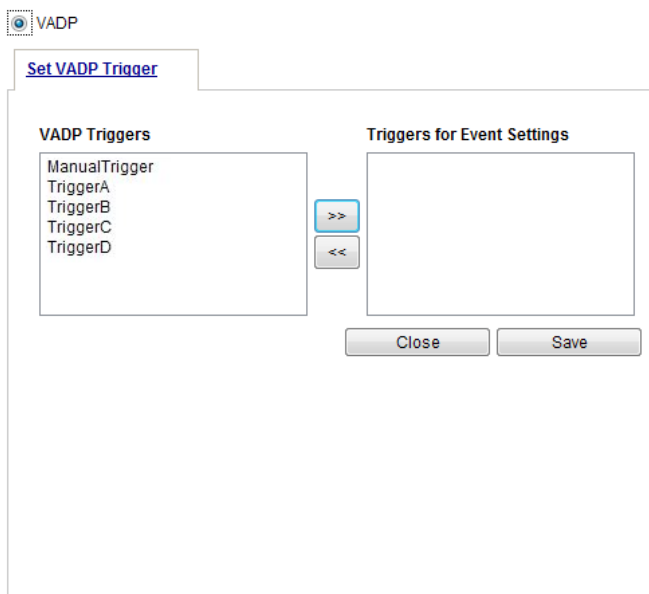 VADP
Set VADP Trigger
VADP Triggers
Triggers for Event Settings
ManualTrigger
TriggerA
TriggerB
TriggerC
TriggerD
>>
<<
Close
Save